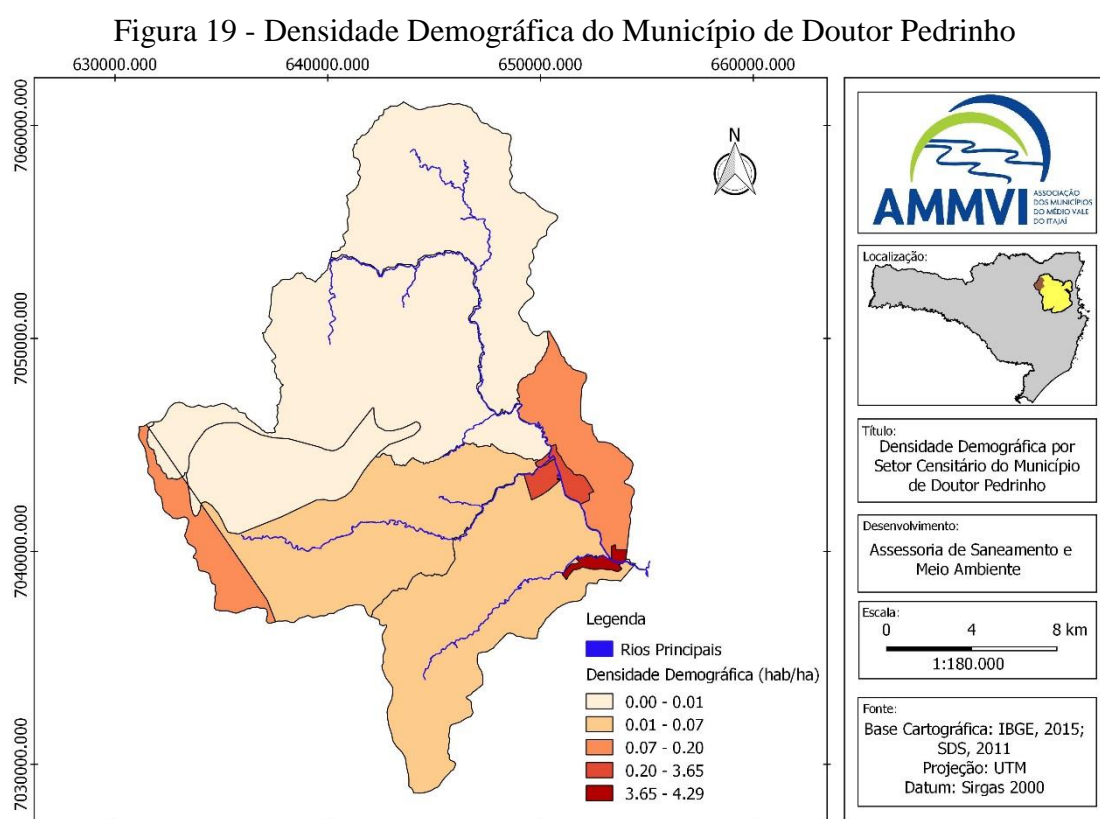 Figura 19 - Densidade Demográfica do Município de Doutor Pedrinho
630000.000
640000.000
650000.000
660000.000
7060000.000
7050000.000
7040000.000
7030000.000
N
Legenda
Rios Principais
Densidade Demográfica (hab/ha)
0.00 - 0.01
0.01 - 0.07
0.07 - 0.20
0.20 - 3.65
3.65 - 4.29
AMMVI
ASSOCIAÇÃO
DOS MUNICÍPIOS
DO MÉDIO VALE
DO ITAJAÍ
Localização:
Título:
Densidade Demográfica por
Setor Censitário do Município
de Doutor Pedrinho
Desenvolvimento:
Assessoria de Saneamento e
Meio Ambiente
Escala:
0 4 8 km
1:180.000
Fonte:
Base Cartográfica: IBGE, 2015;
SDS, 2011
Projeção: UTM
Datum: Sirgas 2000